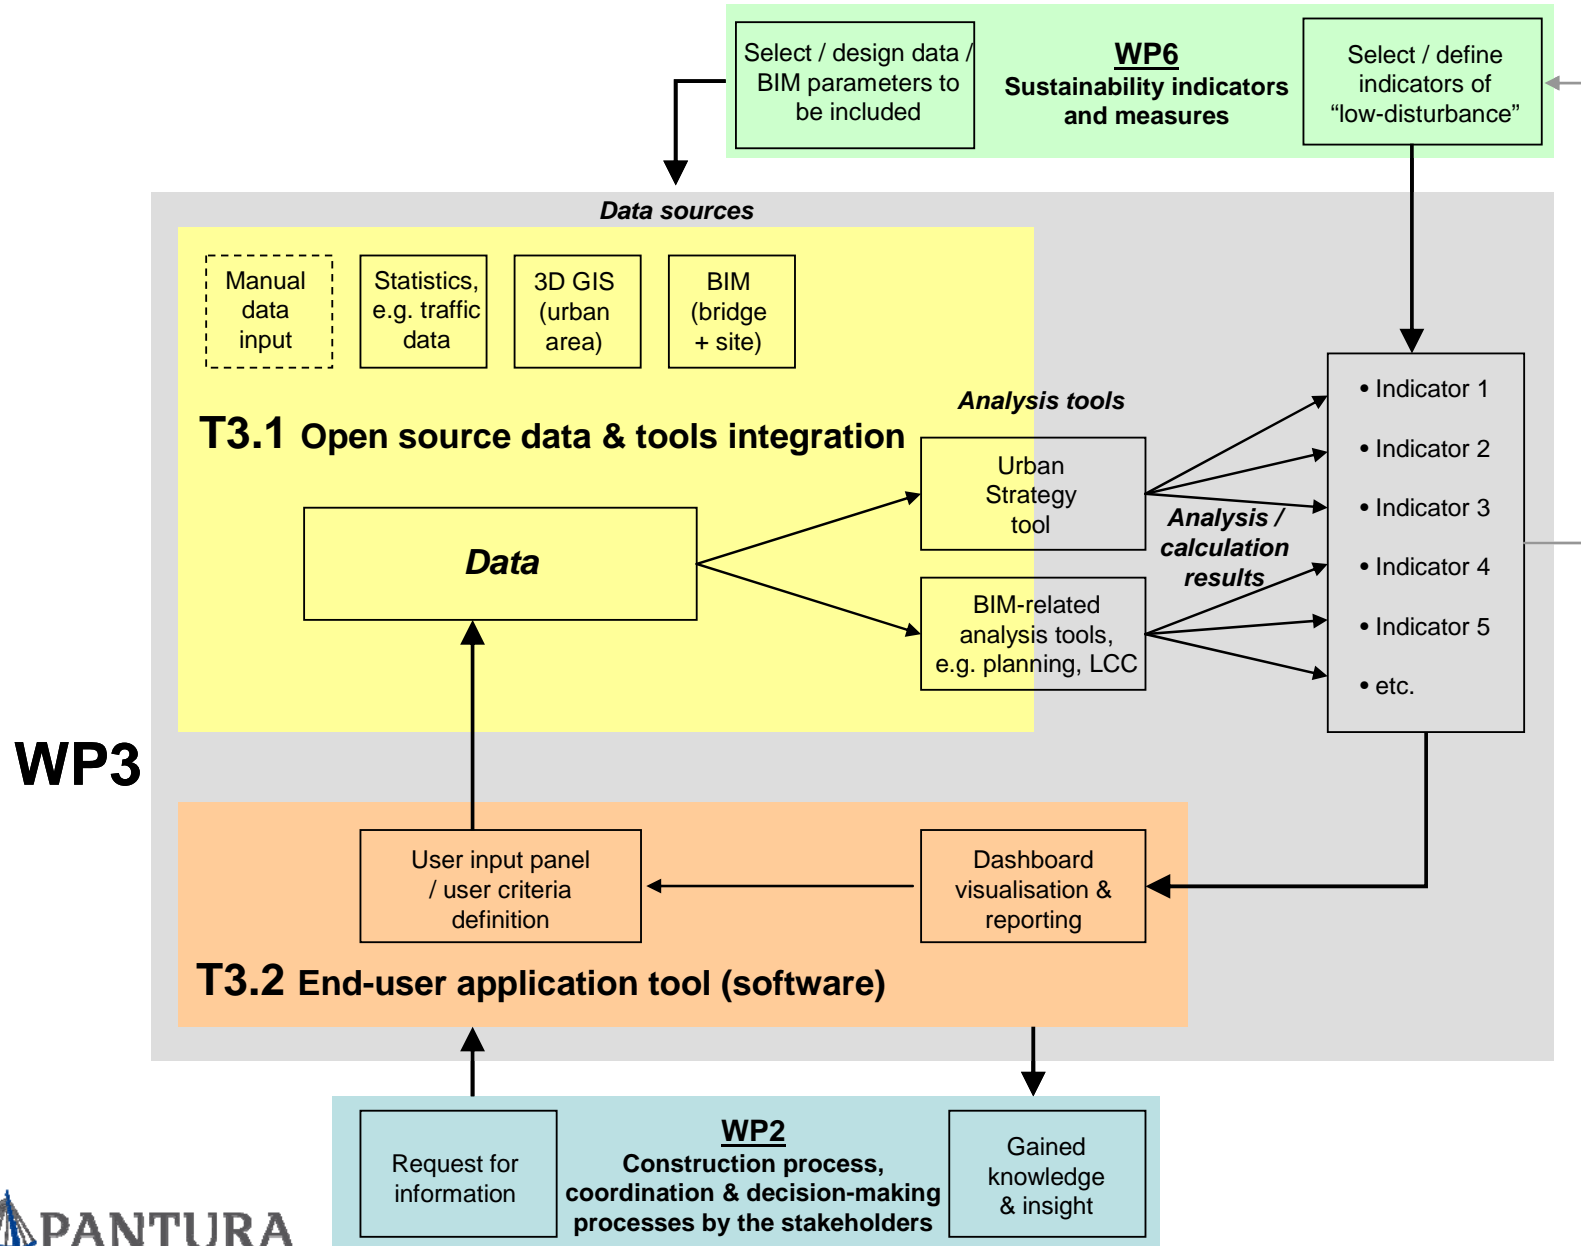 Select / design data /
BIM parameters to
be included
WP6
Sustainability indicators
and measures
Select / define
indicators of
“low-disturbance”
Data sources
Manual
data
input
Statistics,
e.g. traffic
data
3D GIS
(urban
area)
BIM
(bridge
+ site)
T3.1 Open source data & tools integration
Analysis tools
Urban
Strategy
tool
Data
BIM-related
analysis tools,
e.g. planning, LCC
Analysis /
calculation
results
• Indicator 1
• Indicator 2
• Indicator 3
• Indicator 4
• Indicator 5
• etc.
WP3
User input panel
/ user criteria
definition
Dashboard
visualisation &
reporting
T3.2 End-user application tool (software)
Request for
information
WP2
Construction process,
coordination & decision-making
processes by the stakeholders
Gained
knowledge
& insight
PANTURA